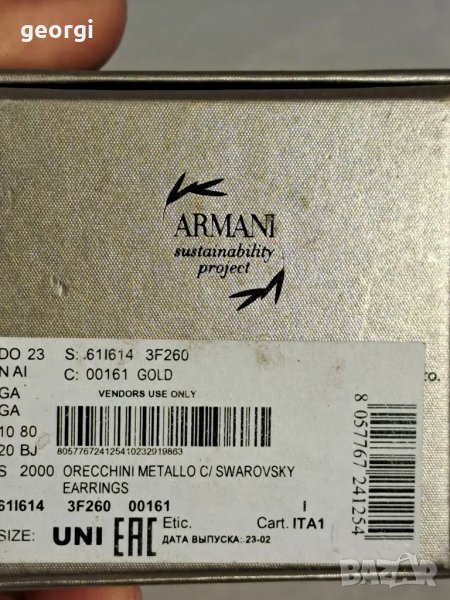 georgi
ARMANI
sustainability
project
DO 23 S: 61I614 3F260
N AI C: 00161 GOLD
GA VENDORS USE ONLY
GA
10 80
20 BJ 805776724125410232919863
S 2000 ORECCHINI METALLO C/ SWAROVSKY
EARRINGS
61I614 3F260 00161 I
SIZE: UNI EAC Etic. Cart. ITA1
ДАТА ВЫПУСКА: 23-02
8 057767 241254
o.
BAZAR